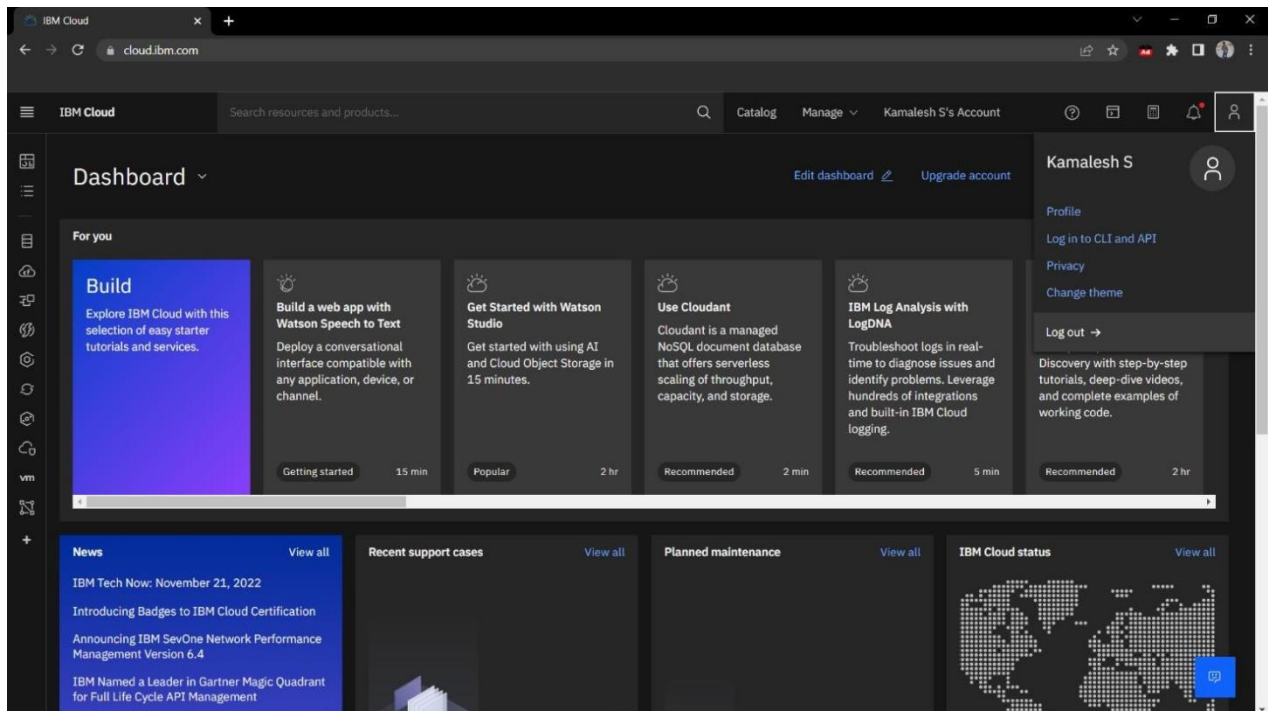 IBM Cloud
cloud.ibm.com
Ad
IBM Cloud
Search resources and products...
Catalog
Manage
Kamalesh S's Account
Dashboard
Edit dashboard
Upgrade account
Kamalesh S
Profile
Log in to CLI and API
Privacy
Change theme
Log out →
For you
Build
Explore IBM Cloud with this
selection of easy starter
tutorials and services.
Build a web app with
Watson Speech to Text
Deploy a conversational
interface compatible with
any application, device, or
channel.
Getting started
15 min
Get Started with Watson
Studio
Get started with using AI
and Cloud Object Storage in
15 minutes.
Popular
2 hr
Use Cloudant
Cloudant is a managed
NoSQL document database
that offers serverless
scaling of throughput,
capacity, and storage.
Recommended
2 min
IBM Log Analysis with
LogDNA
Troubleshoot logs in real-
time to diagnose issues and
identify problems. Leverage
hundreds of integrations
and built-in IBM Cloud
logging.
Recommended
5 min
Discovery with step-by-step
tutorials, deep-dive videos,
and complete examples of
working code.
Recommended
2 hr
vm
News
View all
IBM Tech Now: November 21, 2022
Introducing Badges to IBM Cloud Certification
Announcing IBM SevOne Network Performance
Management Version 6.4
IBM Named a Leader in Gartner Magic Quadrant
for Full Life Cycle API Management
Recent support cases
View all
Planned maintenance
View all
IBM Cloud status
View all